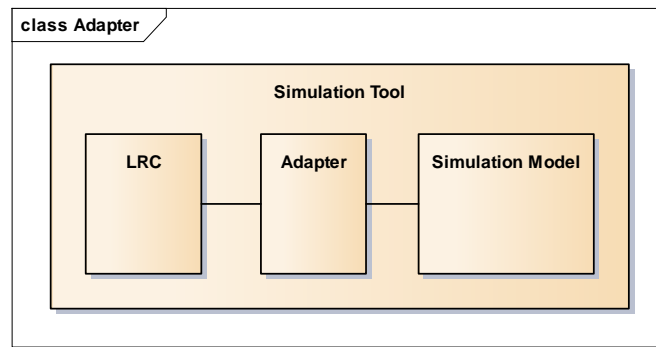 class Adapter
Simulation Tool
LRC
Adapter
Simulation Model